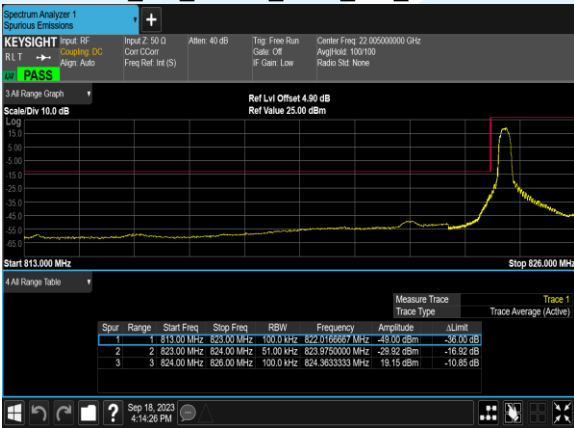 Spectrum Analyzer 1
Spurious Emissions
+
KEYSIGHT Input: RF Input Z: 50 Ω Atten: 40 dB Trig: Free Run Center Freq: 22.005000000 GHz
RLT Coupling: DC Corr CCorr Gate: Off Avg|Hold: 100/100
Align: Auto Freq Ref: Int (S) IF Gain: Low Radio Std: None
PASS
3 All Range Graph
Ref Lvl Offset 4.90 dB
Scale/Div 10.0 dB Ref Value 25.00 dBm
Log
15.0
5.00
-5.00
-15.0
-25.0
-35.0
-45.0
-55.0
-65.0
Start 813.000 MHz Stop 826.000 MHz
4 All Range Table
Measure Trace Trace 1
Trace Type Trace Average (Active)
Spur Range Start Freq Stop Freq RBW Frequency Amplitude ΔLimit
1 1 813.00 MHz 823.00 MHz 100.0 kHz 822.0166667 MHz -49.00 dBm -36.00 dB
2 2 823.00 MHz 824.00 MHz 51.00 kHz 823.9750000 MHz -29.92 dBm -16.92 dB
3 3 824.00 MHz 826.00 MHz 100.0 kHz 824.3633333 MHz 19.15 dBm -10.85 dB
? Sep 18, 2023
4:14:26 PM